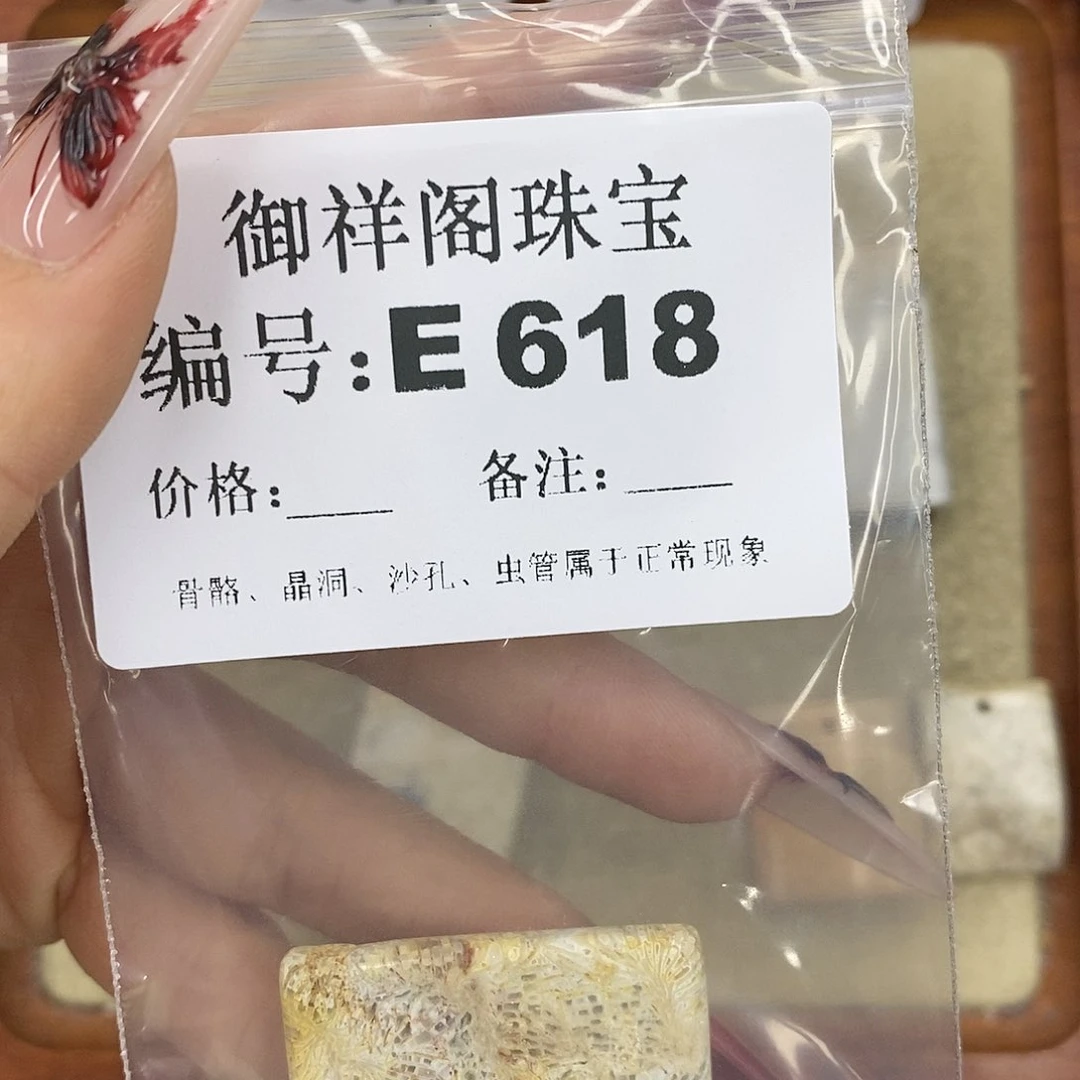 御祥阁珠宝
编号:E 618
价格:____ 备注:____
骨骼、晶洞、沙孔、虫管属于正常现象